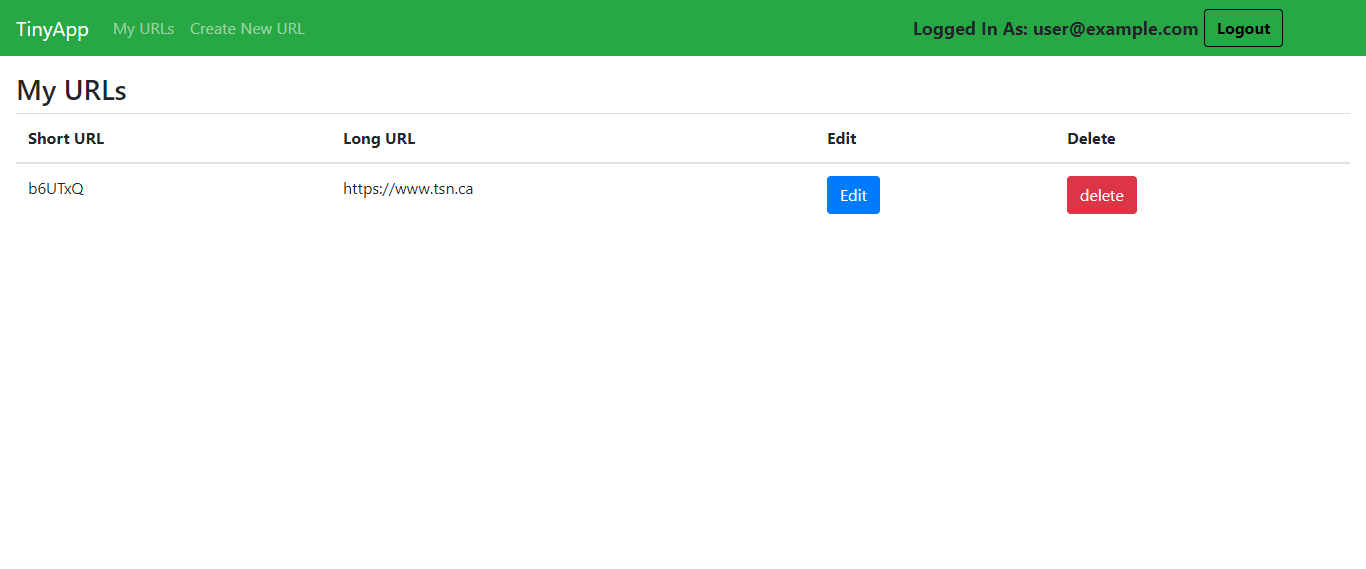 TinyApp My URLs Create New URL Logged In As: user@example.com Logout
My URLs
Short URL Long URL Edit Delete
b6UTxQ https://www.tsn.ca Edit delete